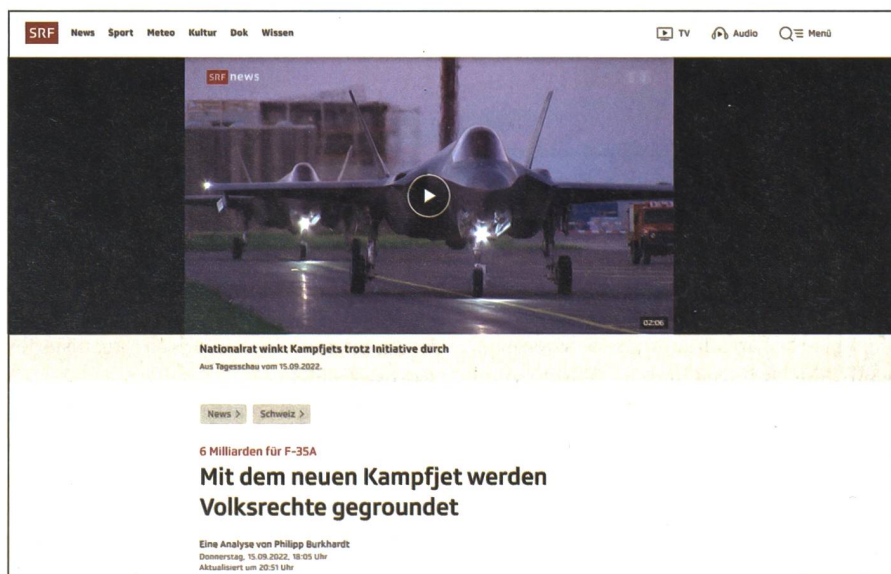 SRF News Sport Meteo Kultur Dok Wissen TV Audio Menü
SRF news
02:06
Nationalrat winkt Kampfjets trotz Initiative durch
Aus Tagesschau vom 15.09.2022.
News > Schweiz >
6 Milliarden für F-35A
Mit dem neuen Kampfjet werden
Volksrechte gegroundet
Eine Analyse von Philipp Burkhardt
Donnerstag, 15.09.2022, 18:05 Uhr
Aktualisiert um 20:51 Uhr